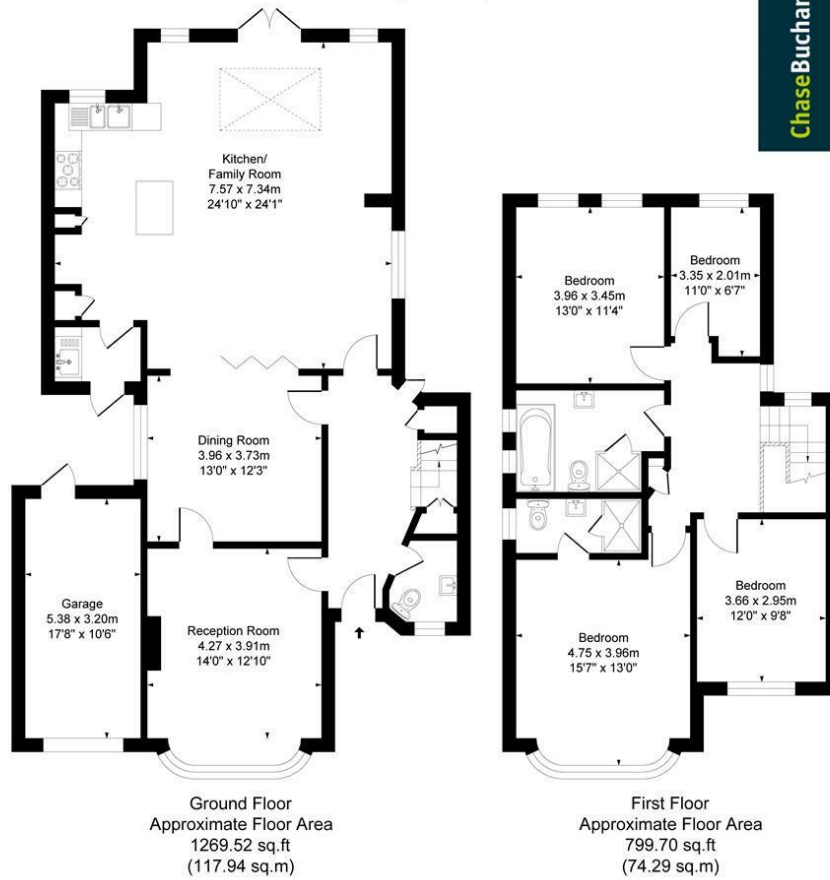 ChaseBuchan
Kitchen/
Family Room
7.57 x 7.34m
24'10" x 24'1"
Dining Room
3.96 x 3.73m
13'0" x 12'3"
Garage
5.38 x 3.20m
17'8" x 10'6"
Reception Room
4.27 x 3.91m
14'0" x 12'10"
Ground Floor
Approximate Floor Area
1269.52 sq.ft
(117.94 sq.m)
Bedroom
3.96 x 3.45m
13'0" x 11'4"
Bedroom
3.35 x 2.01m
11'0" x 6'7"
Bedroom
4.75 x 3.96m
15'7" x 13'0"
Bedroom
3.66 x 2.95m
12'0" x 9'8"
First Floor
Approximate Floor Area
799.70 sq.ft
(74.29 sq.m)